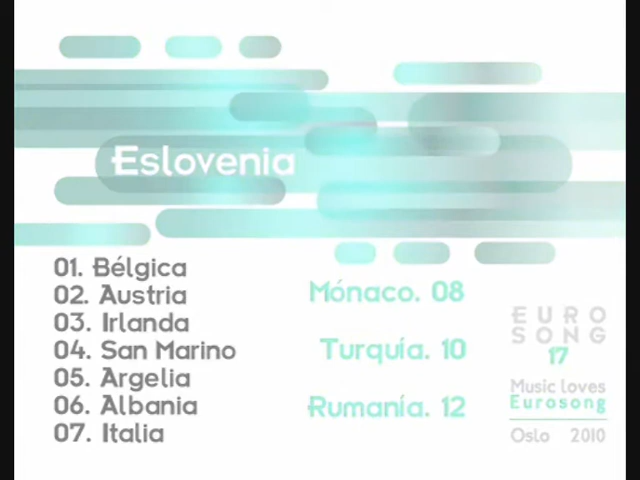 Eslovenia
01. Bélgica
02. Austria
03. Irlanda
04. San Marino
05. Argelia
06. Albania
07. Italia
Mónaco. 08
Turquía. 10
Rumanía. 12
EURO
SONG
17
Music loves
Eurosong
Oslo 2010